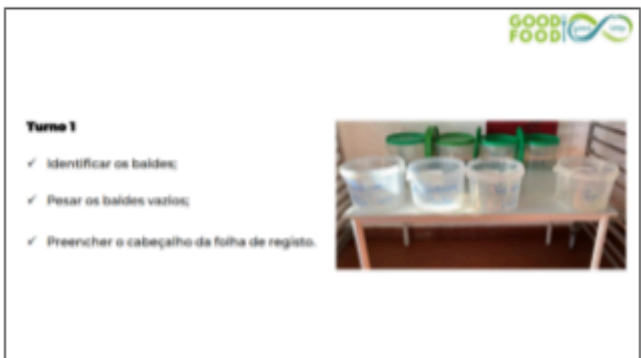 GOOD
FOOD
Turno 1
✓ Identificar os baldes;
✓ Pesar os baldes vazios;
✓ Preencher o cabeçalho da folha de registo.